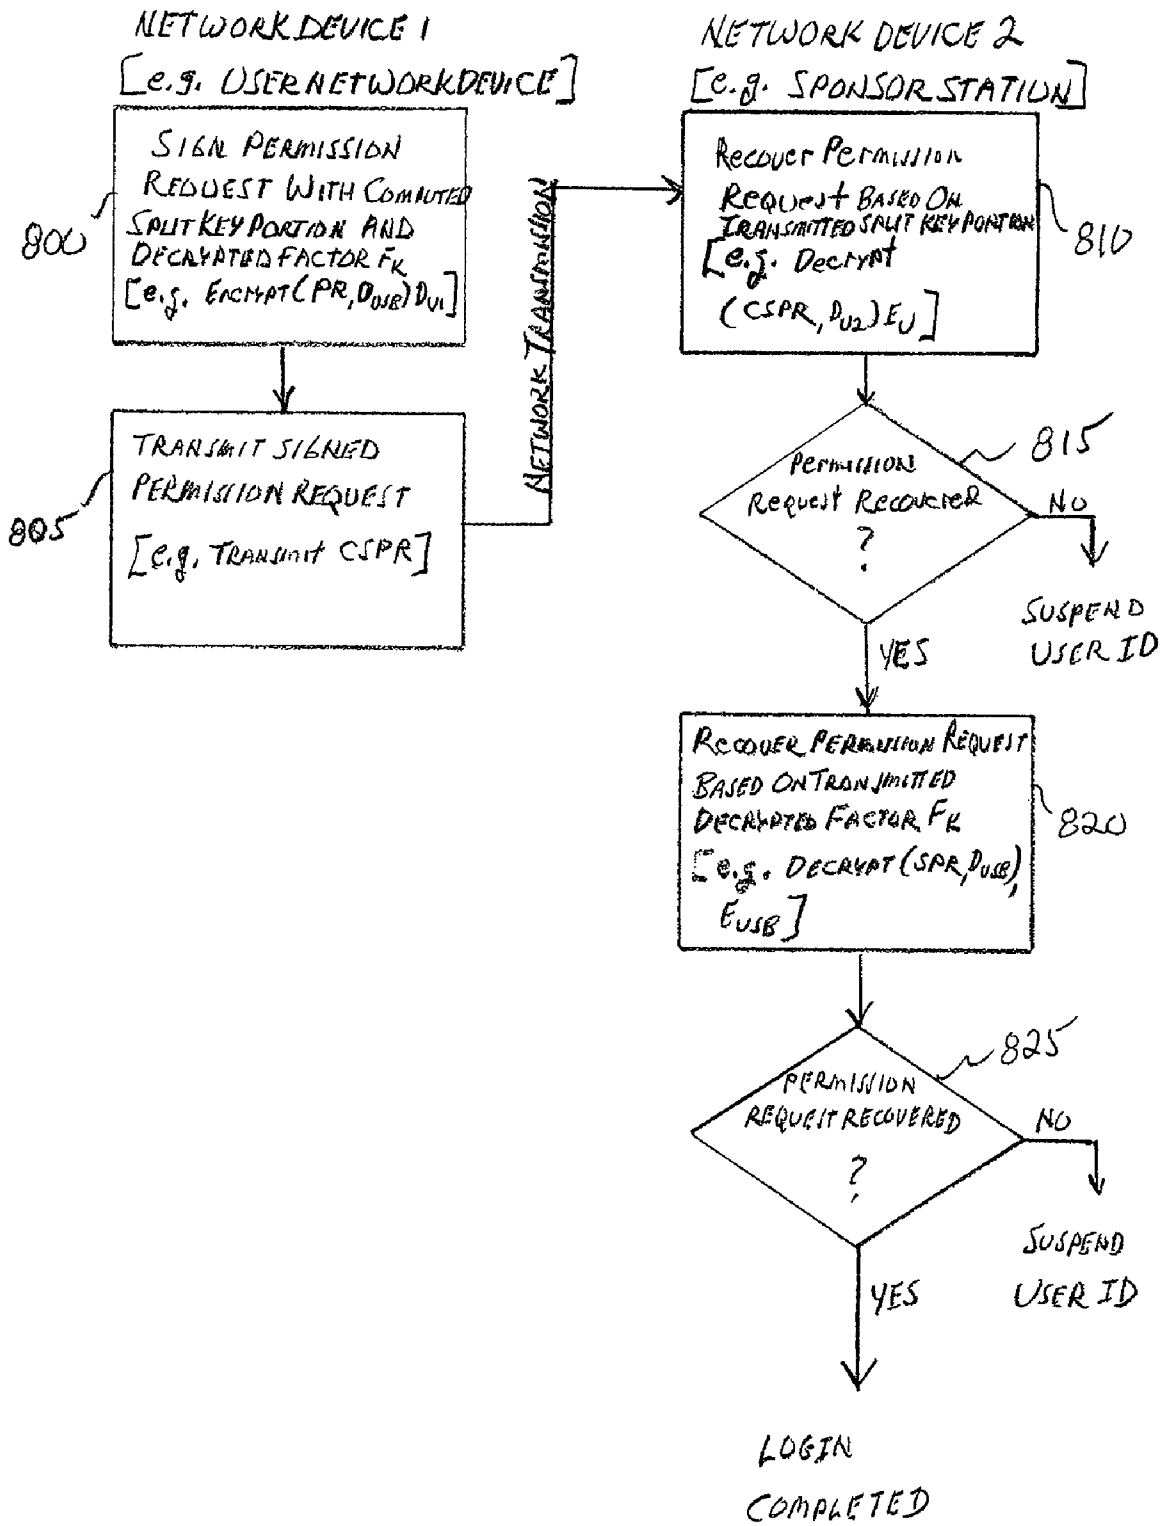 NETWORK DEVICE 1
[e.g. USER NETWORK DEVICE]
SIGN PERMISSION
REQUEST WITH COMPUTED
SPLIT KEY PORTION AND
DECRYPTED FACTOR FK
[e.g. ENCRYPT (PR, DUSB) DU1]
800
TRANSMIT SIGNED
PERMISSION REQUEST
[e.g. TRANSMIT CSPR]
805
NETWORK TRANSMISSION
NETWORK DEVICE 2
[e.g. SPONSOR STATION]
Recover Permission
Request BASED ON
TRANSMITTED SPLIT KEY PORTION
[e.g. Decrypt
(CSPR, DU2) EU]
810
815
Permission
Request Recovered
?
NO
SUSPEND
USER ID
YES
RECOVER PERMISSION REQUEST
BASED ON TRANSMITTED
DECRYPTED FACTOR FK
[e.g. DECRYPT (SPR, DUSB),
EUSB]
820
825
PERMISSION
REQUEST RECOVERED
?
NO
SUSPEND
USER ID
YES
LOGIN
COMPLETED